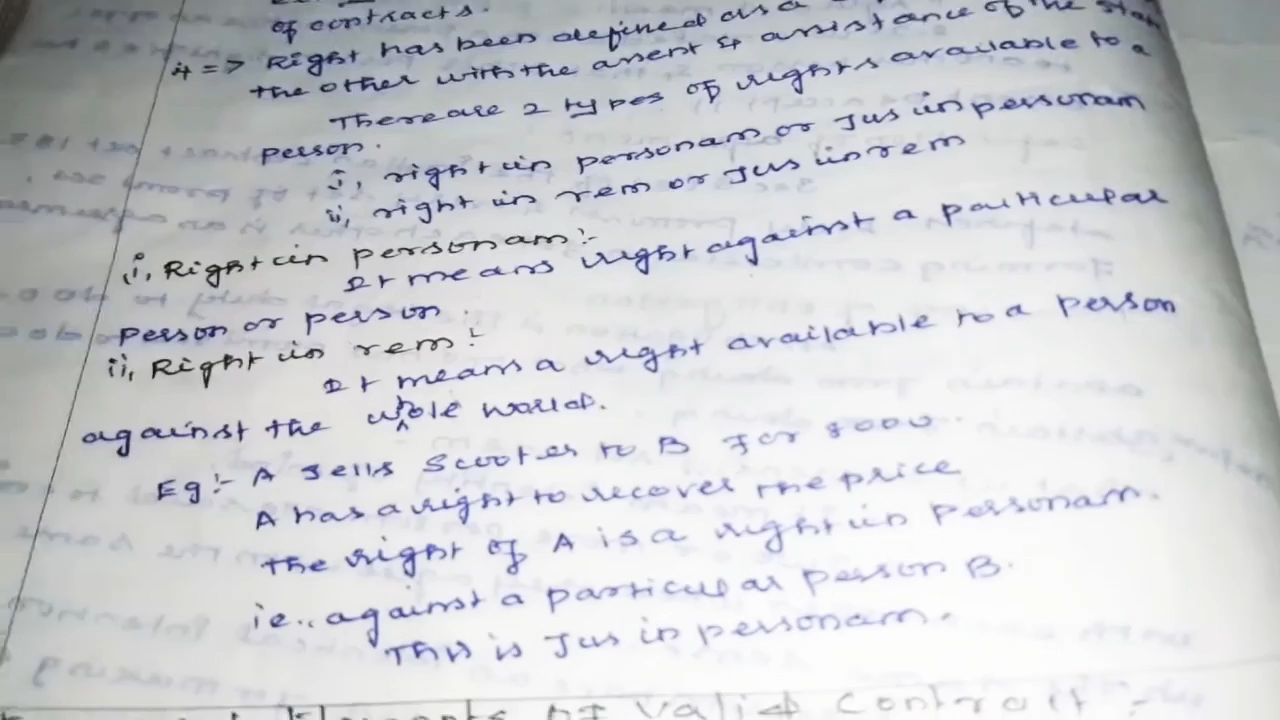 of contracts.
4 => Right has been defined as a
the other with the assent & assistance of the state
There are 2 types of rights available to a
person.
i, right in personam or Jus in personam
ii, right in rem or Jus in rem
i, Right in personam:-
It means right against a particular
person or person.
ii, Right in rem:-
It means a right available to a person
against the whole world.
Eg:- A sells scooter to B for 8000.
A has a right to recover the price
The right of A is a right in personam.
ie., against a particular person B.
This is Jus in personam.
Elements of valid contract :-